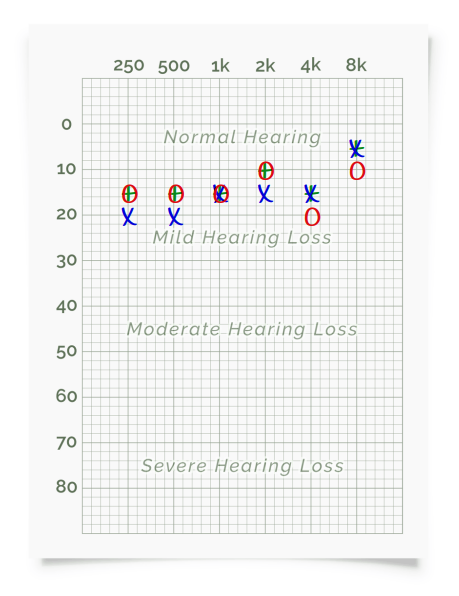 250 500 1k 2k 4k 8k
0
Normal Hearing
10
20
Mild Hearing Loss
30
40
Moderate Hearing Loss
50
60
70
Severe Hearing Loss
80